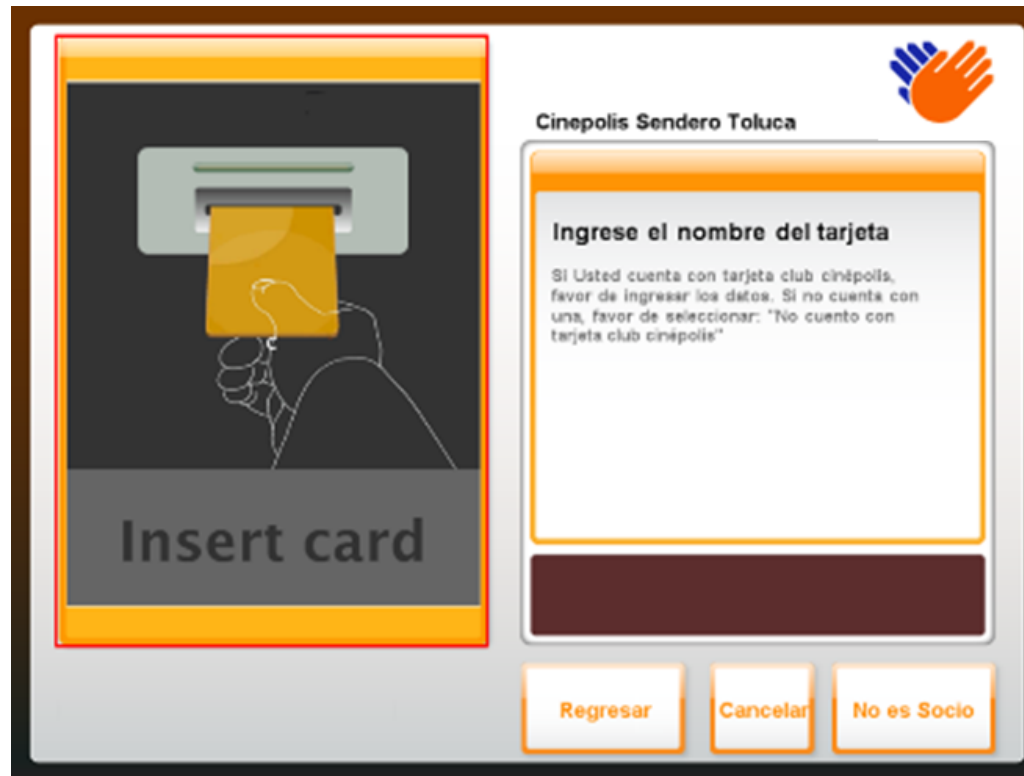 Insert card
Cinepolis Sendero Toluca
Ingrese el nombre del tarjeta
Si Usted cuenta con tarjeta club cinépolis,
favor de ingresar los datos. Si no cuenta con
una, favor de seleccionar: "No cuento con
tarjeta club cinépolis"
Regresar
Cancelar
No es Socio